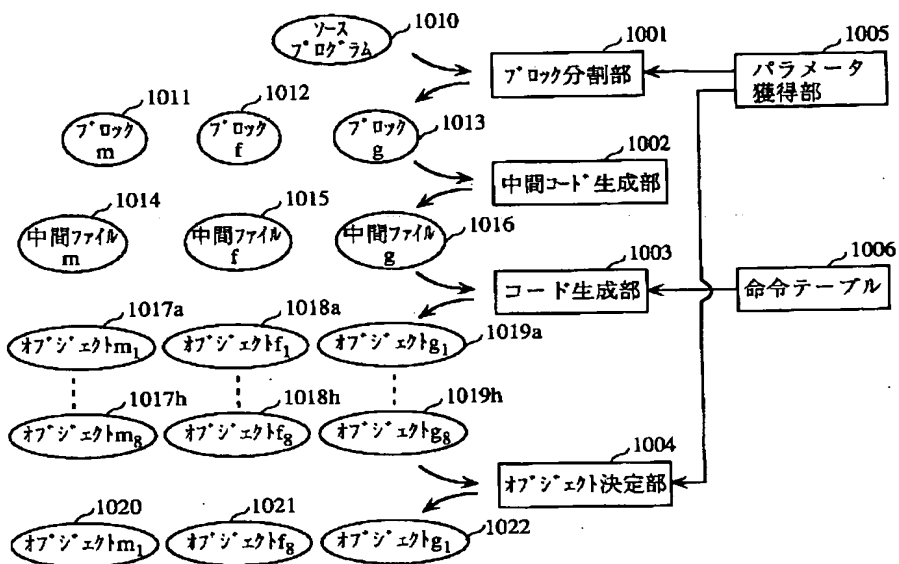 ソース
プログラム
1010
1001
ブロック分割部
1005
パラメータ
獲得部
1011
ブロック
m
1012
ブロック
f
ブロック
g
1013
1002
中間コード生成部
1014
中間ファイル
m
1015
中間ファイル
f
中間ファイル
g
1016
1003
コード生成部
1006
命令テーブル
1017a
オブジェクトm1
1018a
オブジェクトf1
オブジェクトg1
1019a
1017h
オブジェクトm8
1018h
オブジェクトf8
1019h
オブジェクトg8
1004
オブジェクト決定部
1020
オブジェクトm1
1021
オブジェクトf8
オブジェクトg1
1022